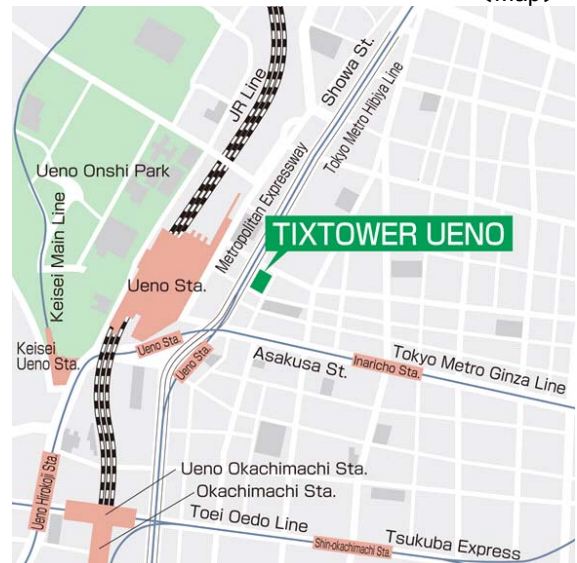 JR Line
Showa St.
Tokyo Metro Hibiya Line
Ueno Onshi Park
Keisei Main Line
Metropolitan Expressway
TIXTOWER UENO
Ueno Sta.
Keisei
Ueno Sta.
Ueno Sta.
Ueno Sta.
Asakusa St.
Inaricho Sta.
Tokyo Metro Ginza Line
Ueno Hirokoji Sta.
Ueno Okachimachi Sta.
Okachimachi Sta.
Toei Oedo Line
Shin-okachimachi Sta.
Tsukuba Express